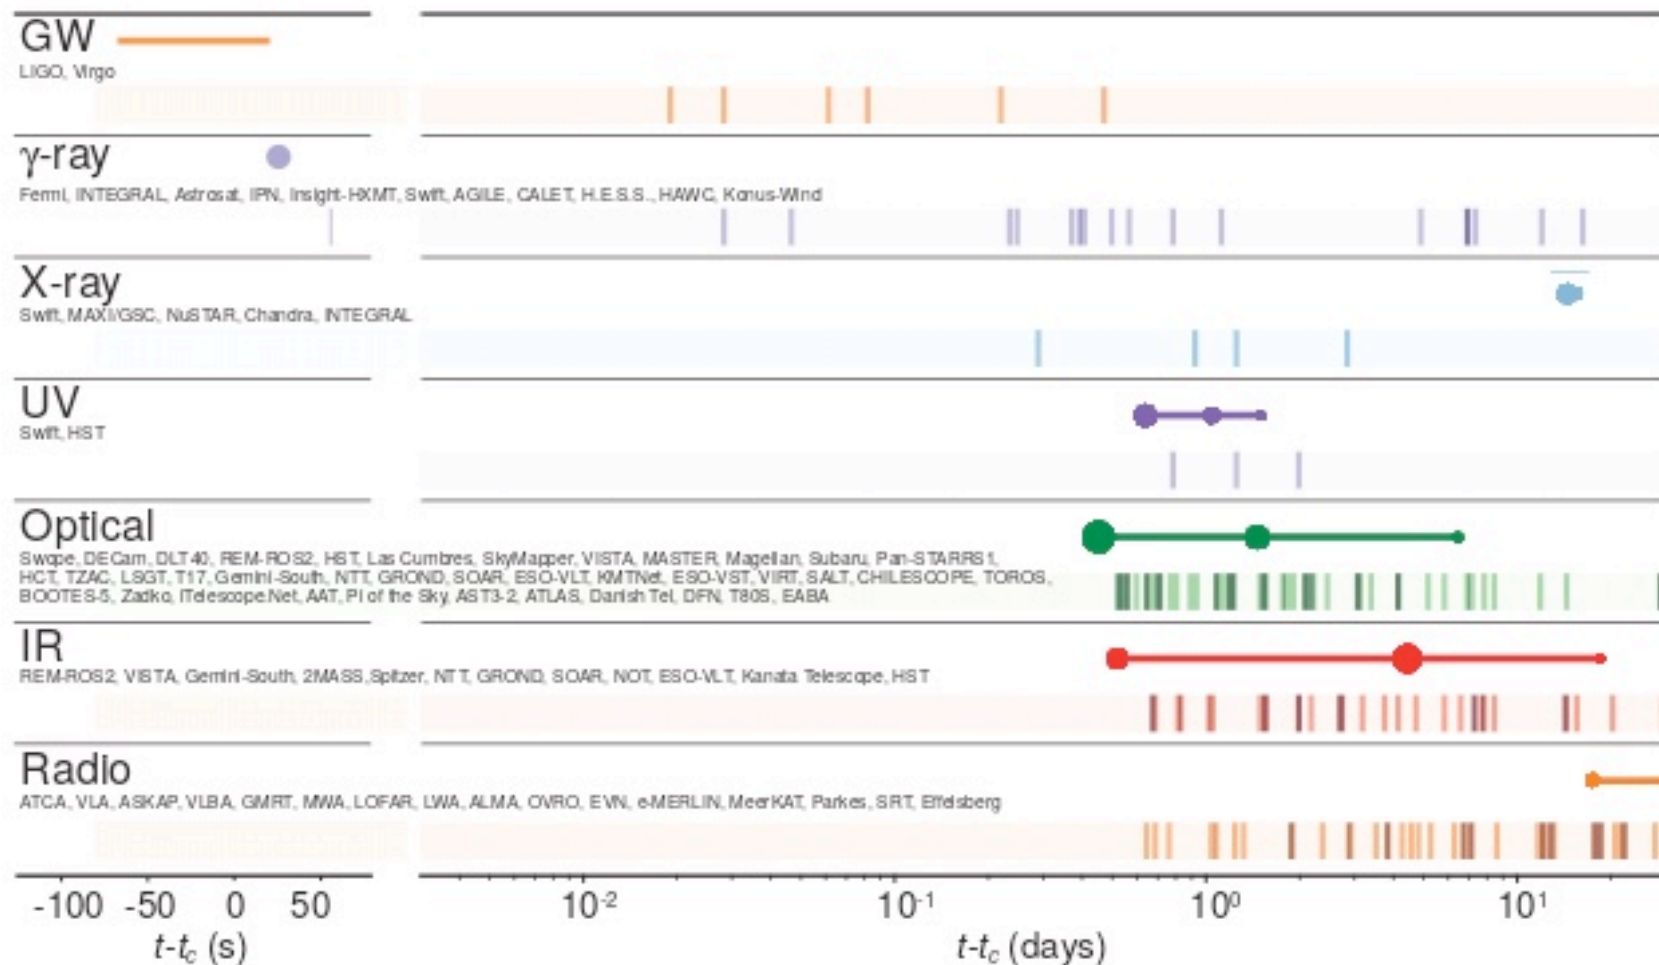 GW
LIGO, Virgo
γ-ray
Fermi, INTEGRAL, Astrosat, IPN, Insight-HXMT, Swift, AGILE, CALET, H.E.S.S., HAWC, Konus-Wind
X-ray
Swift, MAXI/GSC, NuSTAR, Chandra, INTEGRAL
UV
Swift, HST
Optical
Swope, DECam, DLT40, REM-ROS2, HST, Las Cumbres, SkyMapper, VISTA, MASTER, Magellan, Subaru, Pan-STARRS1,
HCT, TZAC, LSGT, T17, Gemini-South, NTT, GROND, SOAR, ESO-VLT, KMTNet, ESO-VST, VIRT, SALT, CHILESCOPE, TOROS,
BOOTES-5, Zadko, iTelescope.Net, AAT, Pi of the Sky, AST3-2, ATLAS, Danish Tel, DFN, T80S, EABA
IR
REM-ROS2, VISTA, Gemini-South, 2MASS,Spitzer, NTT, GROND, SOAR, NOT, ESO-VLT, Kanata Telescope, HST
Radio
ATCA, VLA, ASKAP, VLBA, GMRT, MWA, LOFAR, LWA, ALMA, OVRO, EVN, e-MERLIN, MeerKAT, Parkes, SRT, Effelsberg
-100 -50 0 50 10⁻² 10⁻¹ 10⁰ 10¹
t-t_c (s) t-t_c (days)